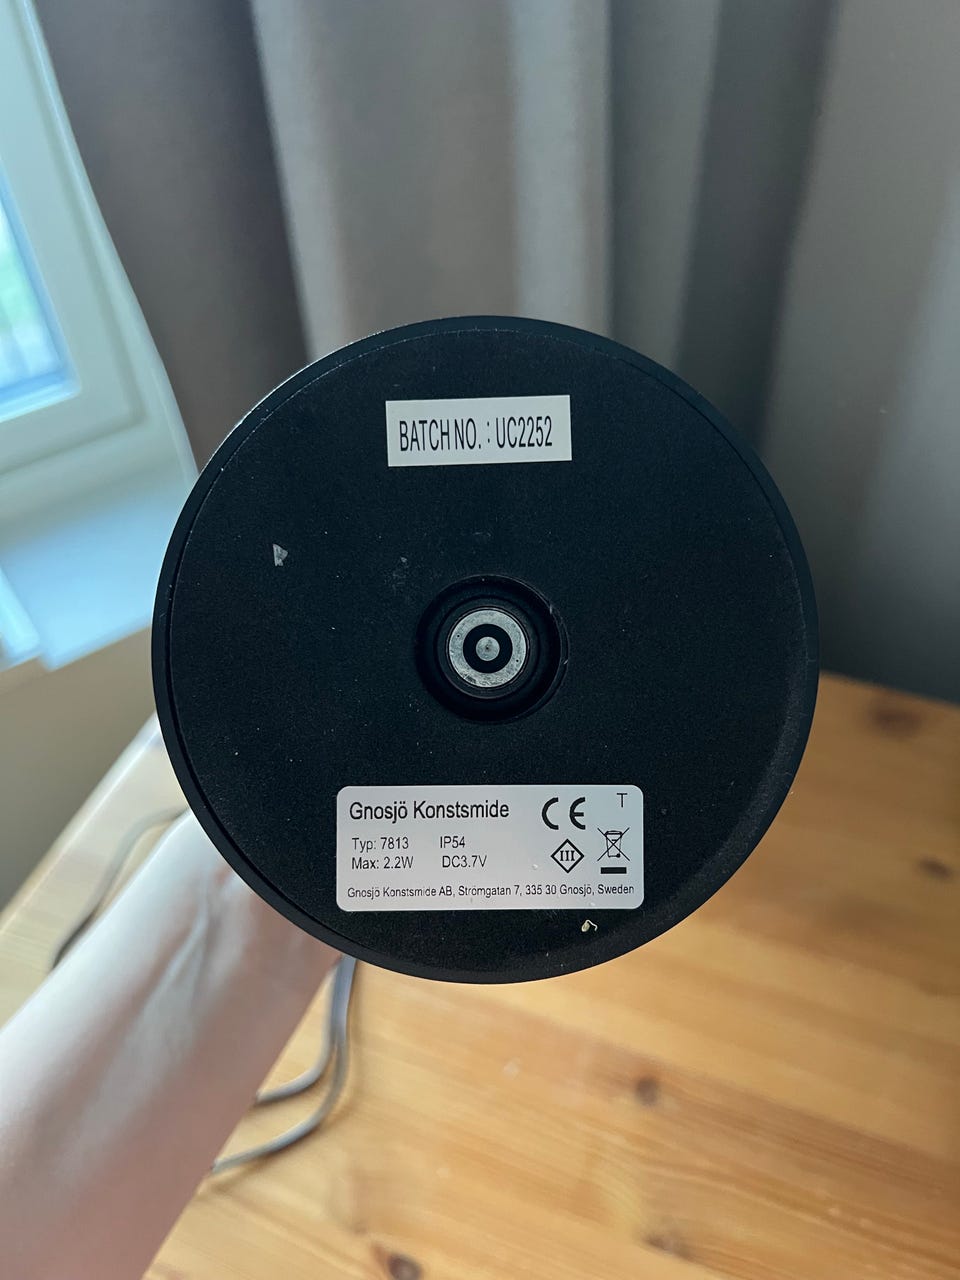 BATCH NO. : UC2252
Gnosjö Konstsmide
CE
T
Typ: 7813 IP54
Max: 2.2W DC3.7V
III
Gnosjö Konstsmide AB, Strömgatan 7, 335 30 Gnosjö, Sweden